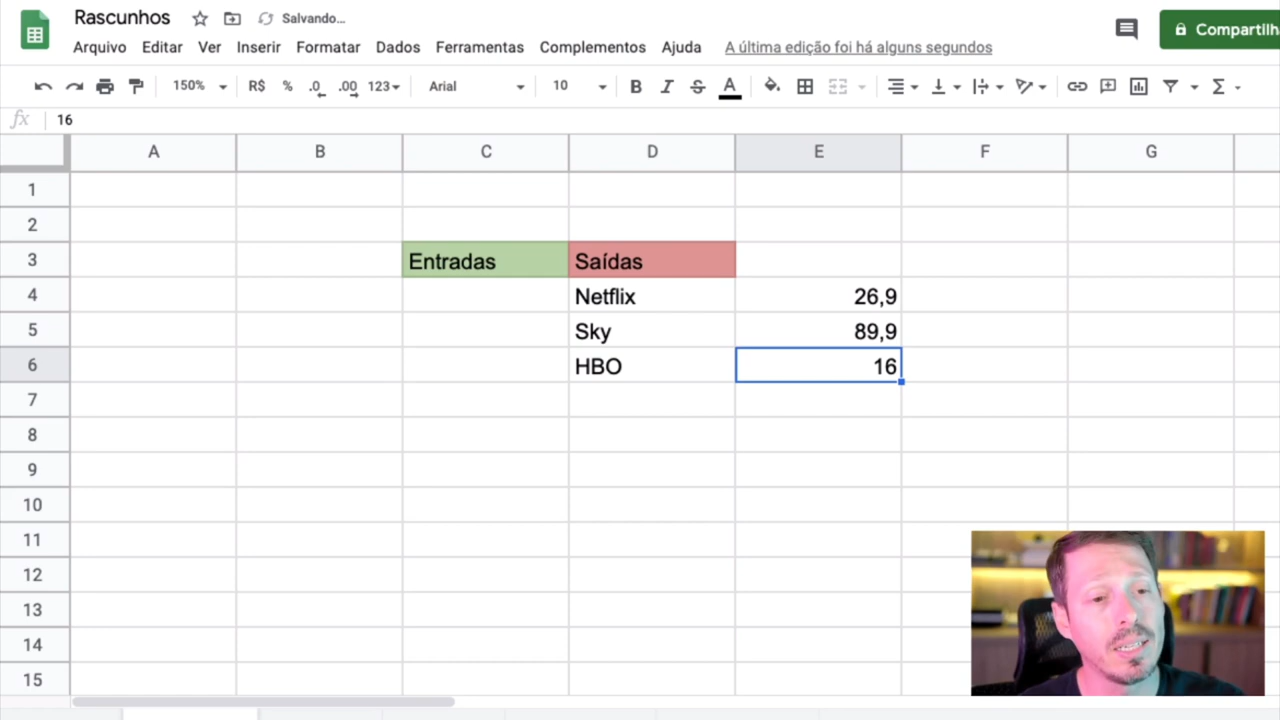 Rascunhos Salvando...
Arquivo Editar Ver Inserir Formatar Dados Ferramentas Complementos Ajuda A última edição foi há alguns segundos
150% R$ % .0 .00 123 Arial 10 B I S A Σ
fx 16
A B C D E F G
1
2
3 Entradas Saídas
4 Netflix 26,9
5 Sky 89,9
6 HBO 16
7
8
9
10
11
12
13
14
15